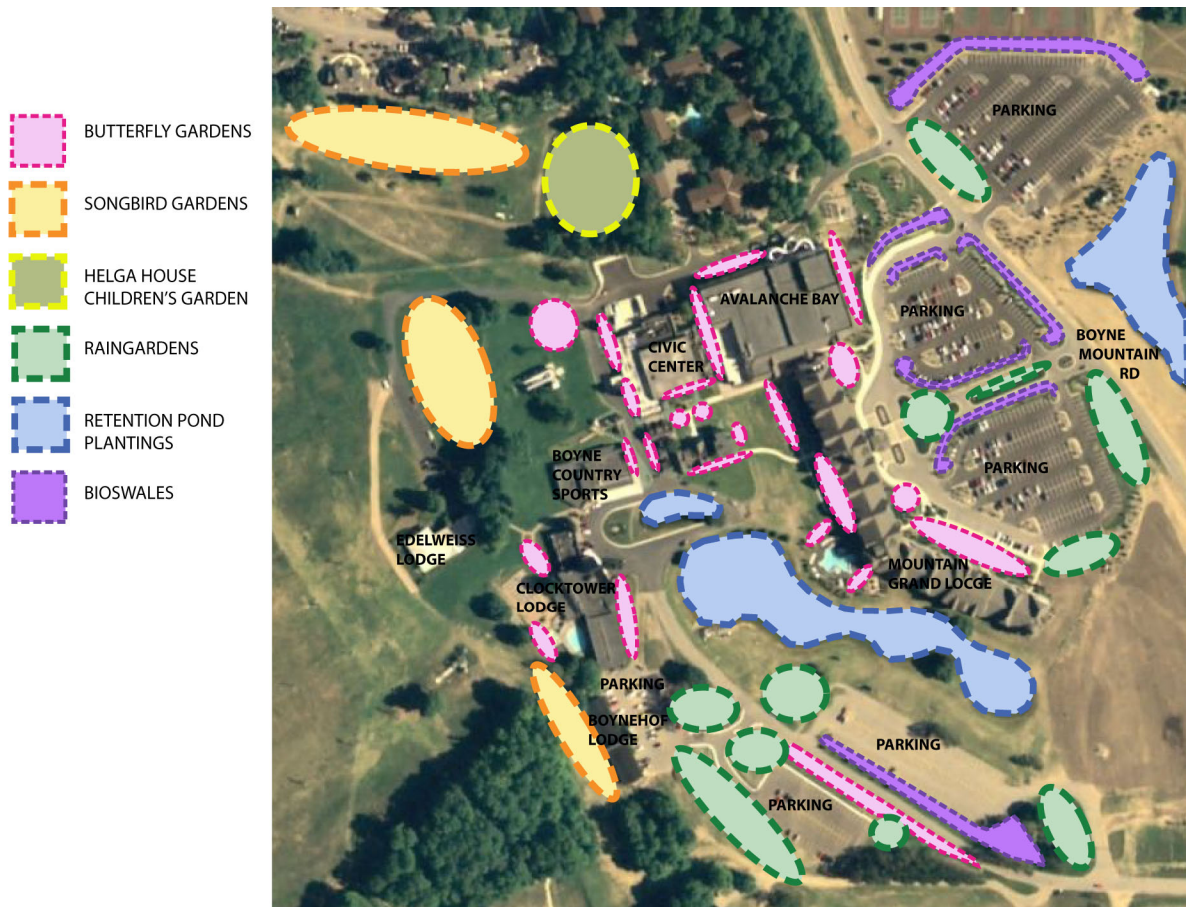 BUTTERFLY GARDENS
SONGBIRD GARDENS
HELGA HOUSE
CHILDREN'S GARDEN
RAINGARDENS
RETENTION POND
PLANTINGS
BIOSWALES
PARKING
AVALANCHE BAY
PARKING
CIVIC
CENTER
BOYNE
MOUNTAIN
RD
BOYNE
COUNTRY
SPORTS
PARKING
EDELWEISS
LODGE
CLOCKTOWER
LODGE
MOUNTAIN
GRAND LOCGE
PARKING
BOYNEHOF
LODGE
PARKING
PARKING